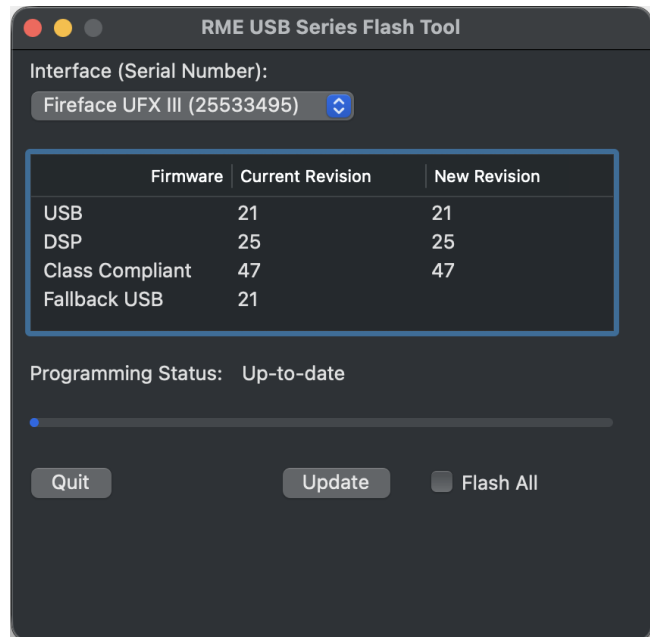 RME USB Series Flash Tool
Interface (Serial Number):
Fireface UFX III (25533495)
Firmware Current Revision New Revision
USB 21 21
DSP 25 25
Class Compliant 47 47
Fallback USB 21
Programming Status: Up-to-date
Quit Update Flash All